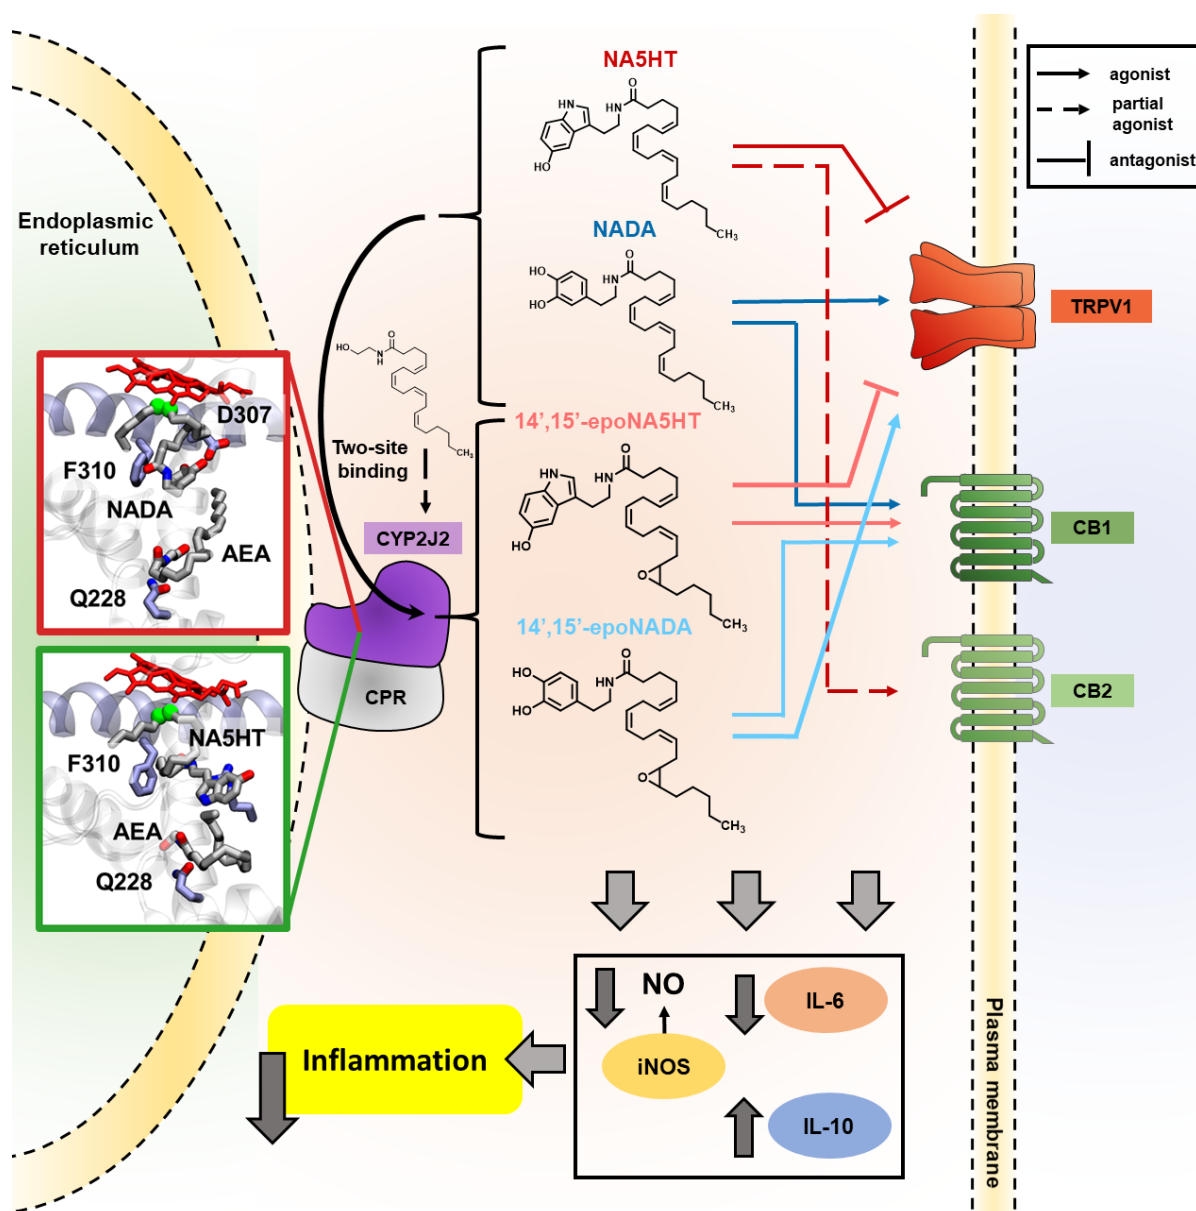 NA5HT
agonist
partial
agonist
antagonist
HN
O
HN
HO
CH3
Endoplasmic
reticulum
NADA
HO
HO
O
HN
CH3
TRPV1
HO
O
N
H
CH3
D307
F310
NADA
AEA
Q228
Two-site
binding
CYP2J2
CPR
14’,15’-epoNA5HT
HN
O
HN
HO
O
CH3
CB1
14’,15’-epoNADA
HO
HO
O
HN
O
CH3
CB2
NA5HT
F310
AEA
Q228
NO
iNOS
IL-6
IL-10
Inflammation
Plasma membrane